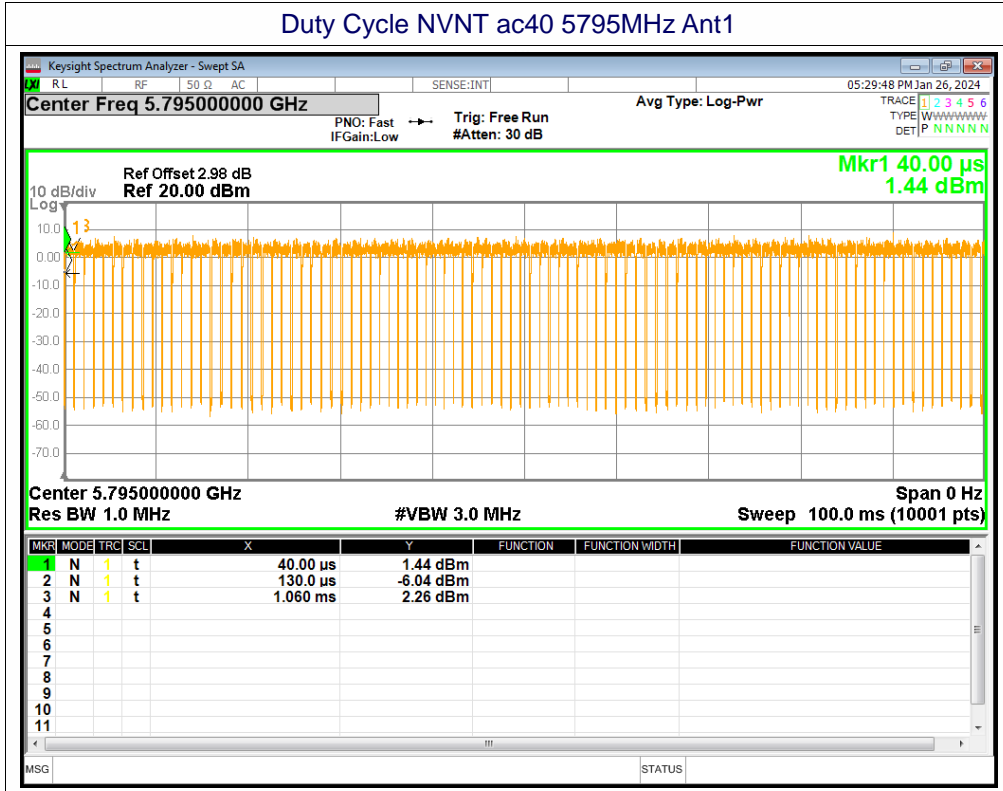 Duty Cycle NVNT ac40 5795MHz Ant1
Keysight Spectrum Analyzer - Swept SA
LXI RL RF 50 Ω AC SENSE:INT 05:29:48 PM Jan 26, 2024
Center Freq 5.795000000 GHz Avg Type: Log-Pwr TRACE 1 2 3 4 5 6
PNO: Fast Trig: Free Run TYPE WWWWWW
IFGain:Low #Atten: 30 dB DET P N N N N N
Mkr1 40.00 µs
Ref Offset 2.98 dB
10 dB/div Ref 20.00 dBm 1.44 dBm
Log
10.0
1 3
0.00
-10.0
-20.0
-30.0
-40.0
-50.0
-60.0
-70.0
Center 5.795000000 GHz Span 0 Hz
Res BW 1.0 MHz #VBW 3.0 MHz Sweep 100.0 ms (10001 pts)
MKR MODE TRC SCL X Y FUNCTION FUNCTION WIDTH FUNCTION VALUE
1 N 1 t 40.00 µs 1.44 dBm
2 N 1 t 130.0 µs -6.04 dBm
3 N 1 t 1.060 ms 2.26 dBm
4
5
6
7
8
9
10
11
MSG STATUS